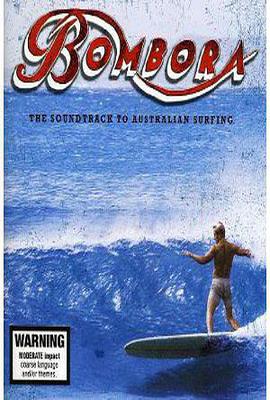 BOMBORA
THE SOUNDTRACK TO AUSTRALIAN SURFING
WARNING
MODERATE impact
coarse language
and/or themes